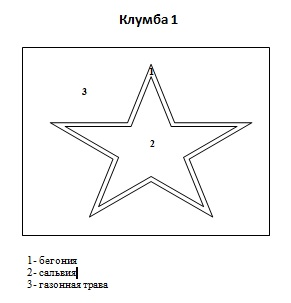 Клумба 1
1
3
2
1- бегония
2- сальвия
3- газонная трава